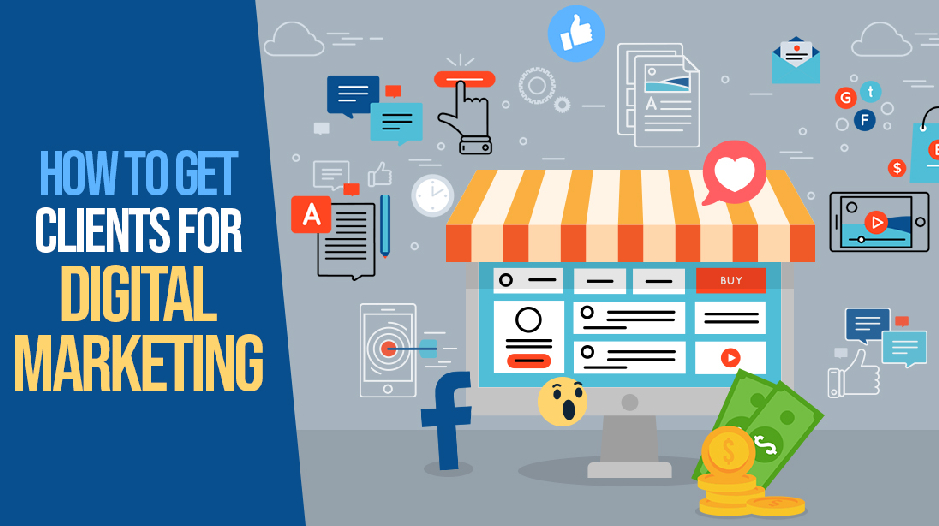 HOW TO GET
CLIENTS FOR
DIGITAL
MARKETING
G
t
F
A
$
A
BUY
f
$
$